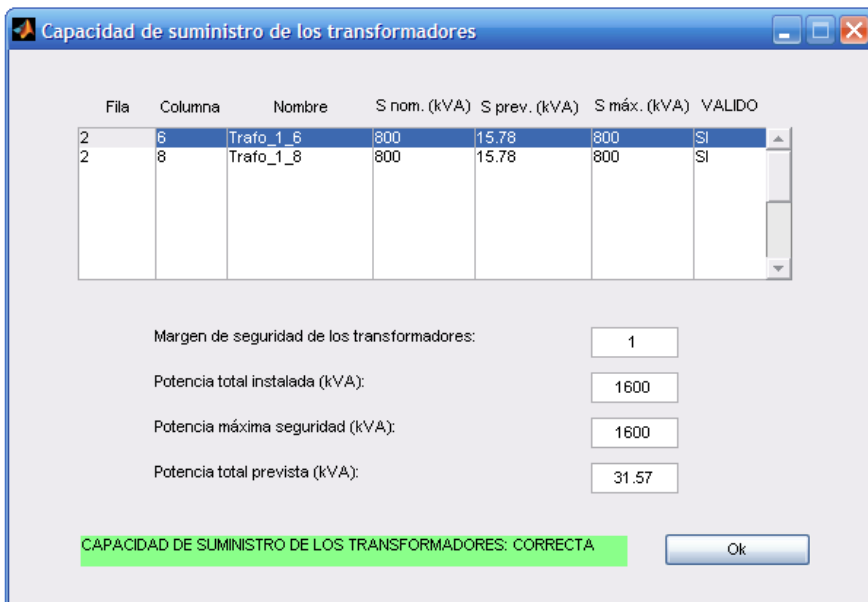 Capacidad de suministro de los transformadores
Fila Columna Nombre S nom. (kVA) S prev. (kVA) S máx. (kVA) VALIDO
2 6 Trafo_1_6 800 15.78 800 SI
2 8 Trafo_1_8 800 15.78 800 SI
Margen de seguridad de los transformadores: 1
Potencia total instalada (kVA): 1600
Potencia máxima seguridad (kVA): 1600
Potencia total prevista (kVA): 31.57
CAPACIDAD DE SUMINISTRO DE LOS TRANSFORMADORES: CORRECTA Ok